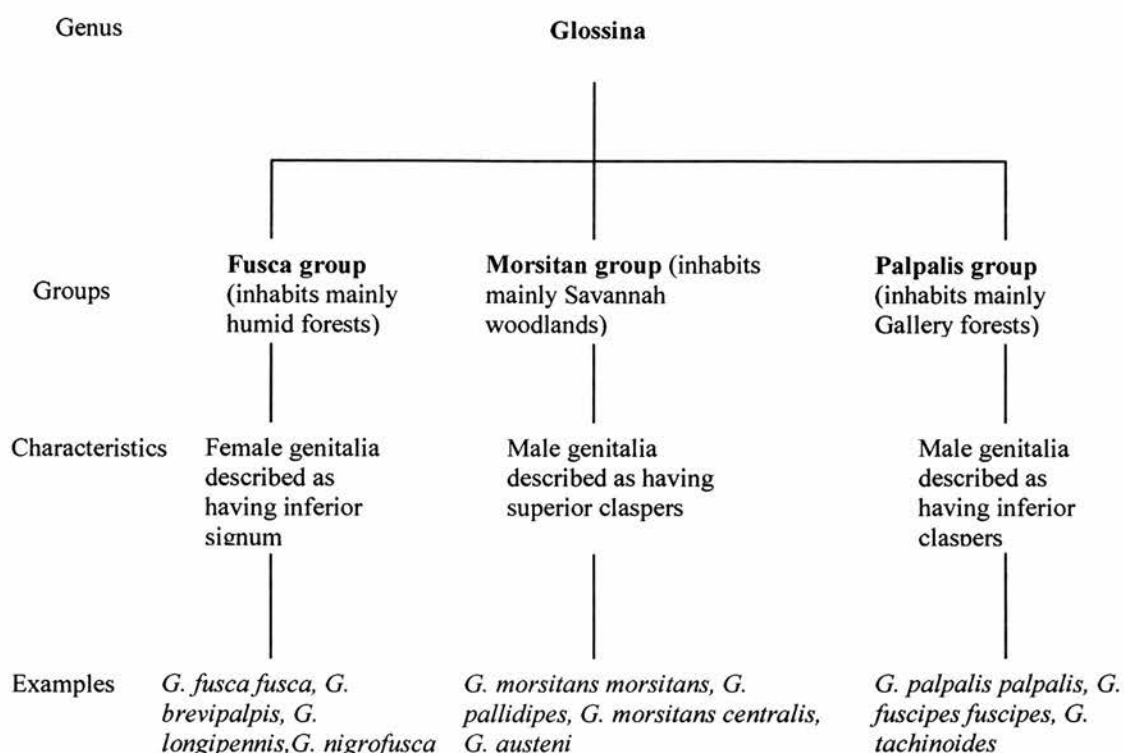 Genus
Glossina
Groups
Fusca group
(inhabits mainly
humid forests)
Morsitan group (inhabits
mainly Savannah
woodlands)
Palpalis group
(inhabits mainly
Gallery forests)
Characteristics
Female genitalia
described as
having inferior
signum
Male genitalia
described as having
superior claspers
Male genitalia
described as
having inferior
claspers
Examples
G. fusca fusca, G.
brevipalpis, G.
longipennis,G. nigrofusca
G. morsitans morsitans, G.
pallidipes, G. morsitans centralis,
G. austeni
G. palpalis palpalis, G.
fuscipes fuscipes, G.
tachinoides